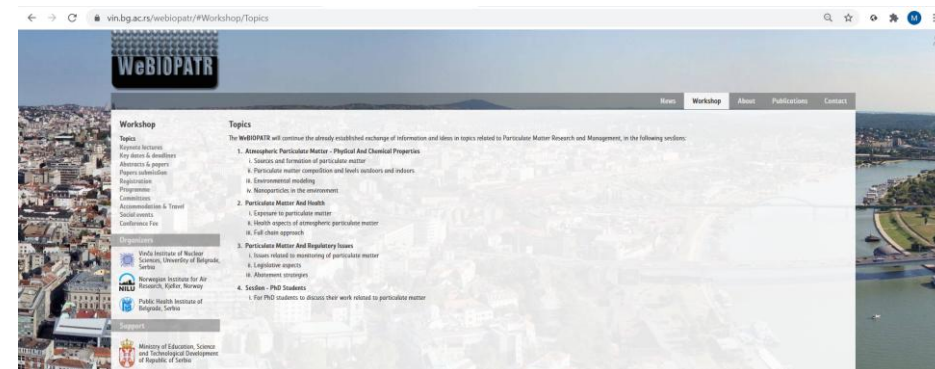 vin.bg.ac.rs/webiopatr/#Workshop/Topics
M
WeBIOPATR
News Workshop About Publications Contact
Workshop
Topics
Keynote lectures
Key dates & deadlines
Abstracts & papers
Papers submission
Registration
Programme
Committees
Accommodation & Travel
Social events
Conference Fee
Organizers
Vinča Institute of Nuclear
Sciences, University of Belgrade,
Serbia
NILU
Norwegian Institute for Air
Research, Kjeller, Norway
Public Health Institute of
Belgrade, Serbia
Support
Ministry of Education, Science
and Technological Development
of Republic of Serbia
Topics
The WeBIOPATR will continue the already established exchange of information and ideas in topics related to Particulate Matter Research and Management, in the following sections:
1. Atmospheric Particulate Matter - Physical And Chemical Properties
i. Sources and formation of particulate matter
ii. Particulate matter composition and levels outdoors and indoors
iii. Environmental modeling
iv. Nanoparticles in the environment
2. Particulate Matter And Health
i. Exposure to particulate matter
ii. Health aspects of atmospheric particulate matter
iii. Full chain approach
3. Particulate Matter And Regulatory Issues
i. Issues related to monitoring of particulate matter
ii. Legislative aspects
iii. Abatement strategies
4. Session - PhD Students
i. For PhD students to discuss their work related to particulate matter